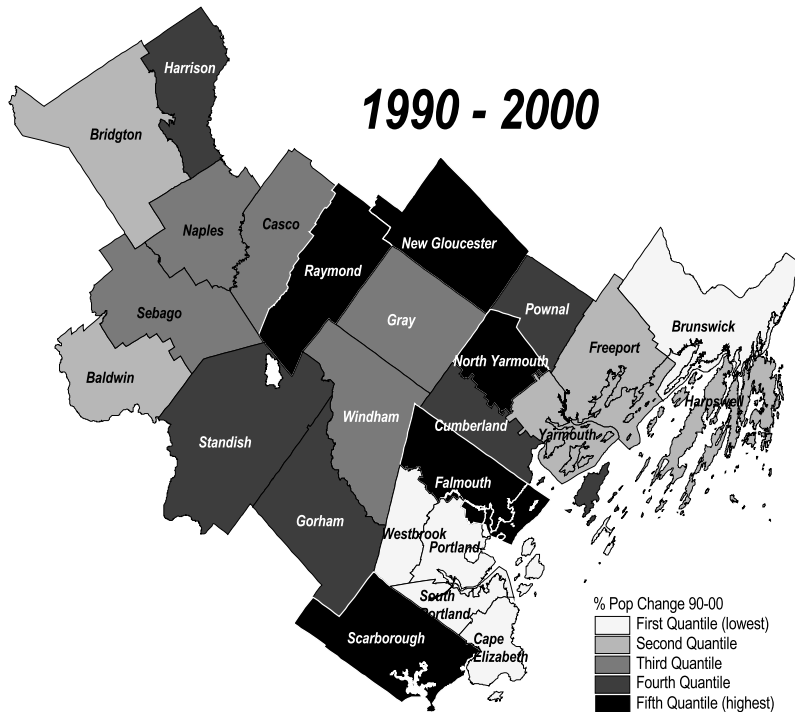 Harrison
1990 - 2000
Bridgton
Naples
Casco
New Gloucester
Raymond
Sebago
Gray
Pownal
Brunswick
Freeport
North Yarmouth
Baldwin
Harpswell
Windham
Cumberland
Yarmouth
Standish
Falmouth
Gorham
Westbrook
Portland
South
Portland
Scarborough
Cape
Elizabeth
% Pop Change 90-00
First Quantile (lowest)
Second Quantile
Third Quantile
Fourth Quantile
Fifth Quantile (highest)